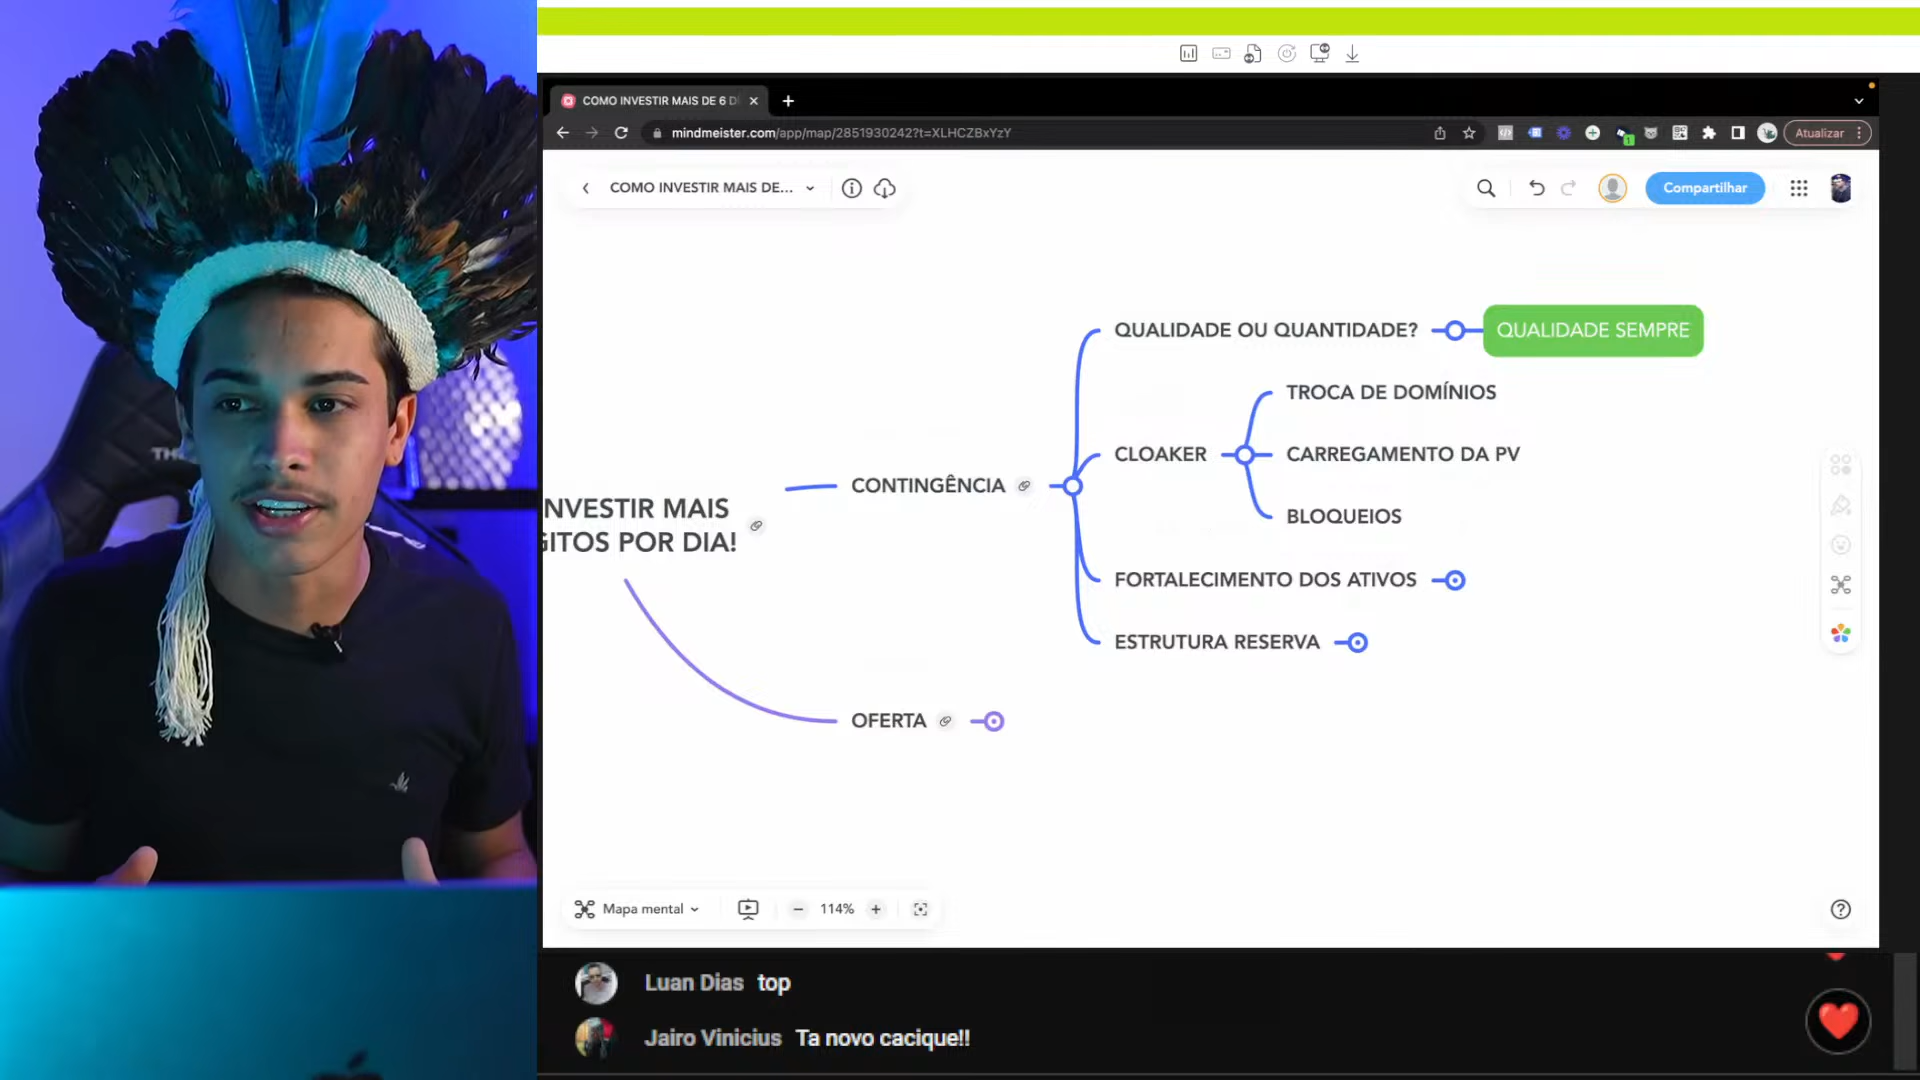 COMO INVESTIR MAIS DE 6 D
mindmeister.com/app/map/2851930242?t=XLHCZBxYzY
Atualizar
COMO INVESTIR MAIS DE...
Compartilhar
QUALIDADE OU QUANTIDADE?
QUALIDADE SEMPRE
TROCA DE DOMÍNIOS
CLOAKER
CARREGAMENTO DA PV
CONTINGÊNCIA
BLOQUEIOS
NVESTIR MAIS
GITOS POR DIA!
FORTALECIMENTO DOS ATIVOS
ESTRUTURA RESERVA
OFERTA
Mapa mental
114%
Luan Dias top
Jairo Vinicius Ta novo cacique!!